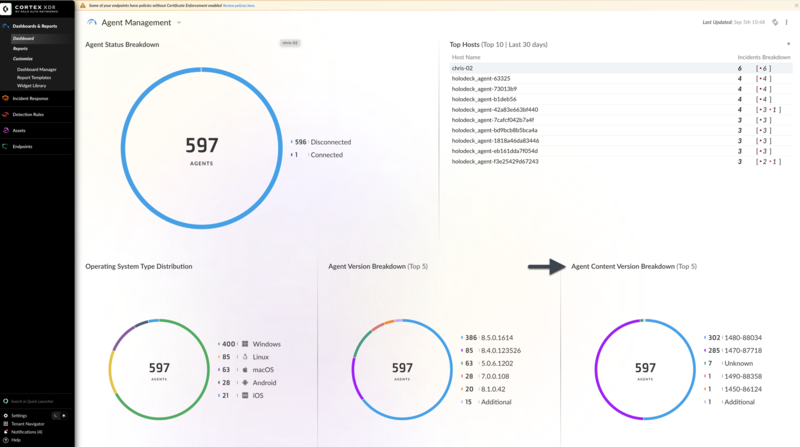 CORTEX XDR
BY PALO ALTO NETWORKS
Some of your endpoints have policies without Certificate Enforcement enabled Review policies here
Agent Management
Last Updated: Sep 5th 10:48
Dashboards & Reports
Dashboard
Reports
Customize
Dashboard Manager
Report Templates
Widget Library
Incident Response
Detection Rules
Assets
Endpoints
Search in Quick Launcher
Settings
Tenant Navigator
Notifications (4)
Help
Agent Status Breakdown
chris-02
597
AGENTS
596 Disconnected
1 Connected
Top Hosts (Top 10 | Last 30 days)
Host Name Incidents Breakdown
chris-02 6 [ 6 ]
holodeck_agent-63325 4 [ 4 ]
holodeck_agent-73013b9 4 [ 4 ]
holodeck_agent-b1deb56 4 [ 4 ]
holodeck_agent-42a83e663bf440 4 [ 3 1 ]
holodeck_agent-7cafcf042b7a4f 3 [ 3 ]
holodeck_agent-bd9bcb8b5bca4a 3 [ 3 ]
holodeck_agent-1818a46da83446 3 [ 3 ]
holodeck_agent-eb161dda7f054d 3 [ 3 ]
holodeck_agent-f3e25429d67243 3 [ 2 1 ]
Operating System Type Distribution
597
AGENTS
400 Windows
85 Linux
63 macOS
28 Android
21 iOS
Agent Version Breakdown (Top 5)
597
AGENTS
386 8.5.0.1614
85 8.4.0.123526
63 5.0.6.1202
28 7.0.0.108
20 8.1.0.42
15 Additional
Agent Content Version Breakdown (Top 5)
597
AGENTS
302 1480-88034
285 1470-87718
7 Unknown
1 1490-88358
1 1450-86124
1 Additional